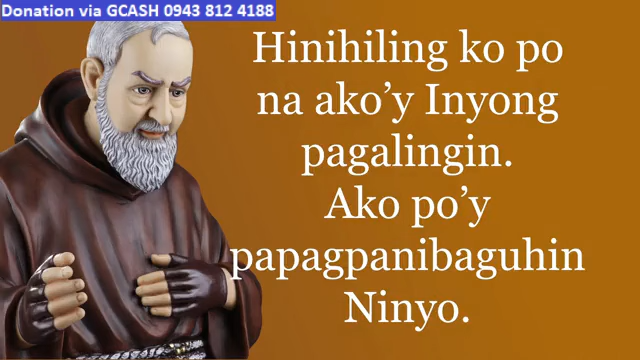 Donation via GCASH 0943 812 4188
Hinihiling ko po
na ako’y Inyong
pagalingin.
Ako po’y
papagpanibaguhin
Ninyo.